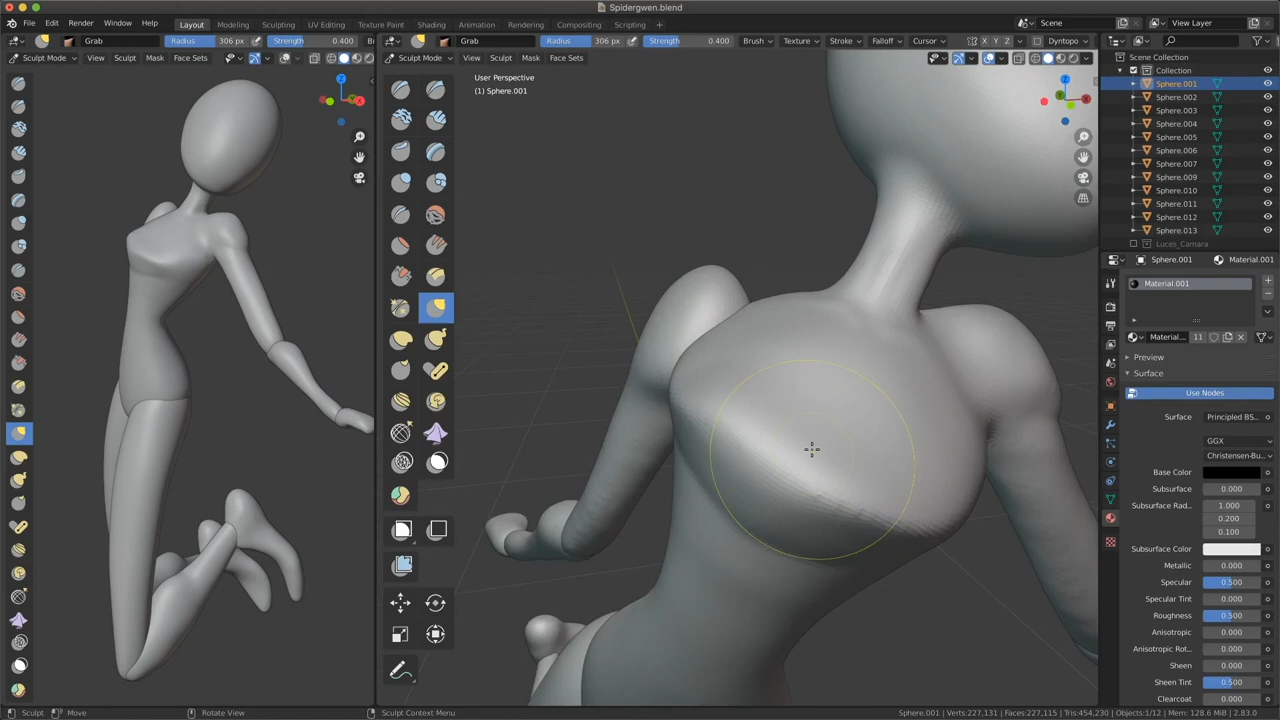 Spidergwen.blend
File Edit Render Window Help Layout Modeling Sculpting UV Editing Texture Paint Shading Animation Rendering Compositing Scripting Scene View Layer
Grab Radius 306 px Strength 0.400 Grab Radius 306 px Strength 0.400 Brush Texture Stroke Falloff Cursor X Y Z Dyntopo
Sculpt Mode View Sculpt Mask Face Sets Sculpt Mode View Sculpt Mask Face Sets
User Perspective
(1) Sphere.001
Scene Collection
Collection
Sphere.001
Sphere.002
Sphere.003
Sphere.004
Sphere.005
Sphere.006
Sphere.007
Sphere.009
Sphere.010
Sphere.011
Sphere.012
Sphere.013
Luces_Camara
Sphere.001 Material.001
Material.001
Material... 11
Preview
Surface
Use Nodes
Surface Principled BS...
GGX
Christensen-Bu...
Base Color
Subsurface 0.000
Subsurface Rad... 1.000
0.200
0.100
Subsurface Color
Metallic 0.000
Specular 0.500
Specular Tint 0.000
Roughness 0.500
Anisotropic 0.000
Anisotropic Rot... 0.000
Sheen 0.000
Sheen Tint 0.500
Clearcoat 0.000
Sculpt Move Rotate View Sculpt Context Menu Sphere.001 | Verts:227,131 | Faces:227,115 | Tris:454,230 | Objects:1/12 | Mem: 128.6 MiB | 2.83.0